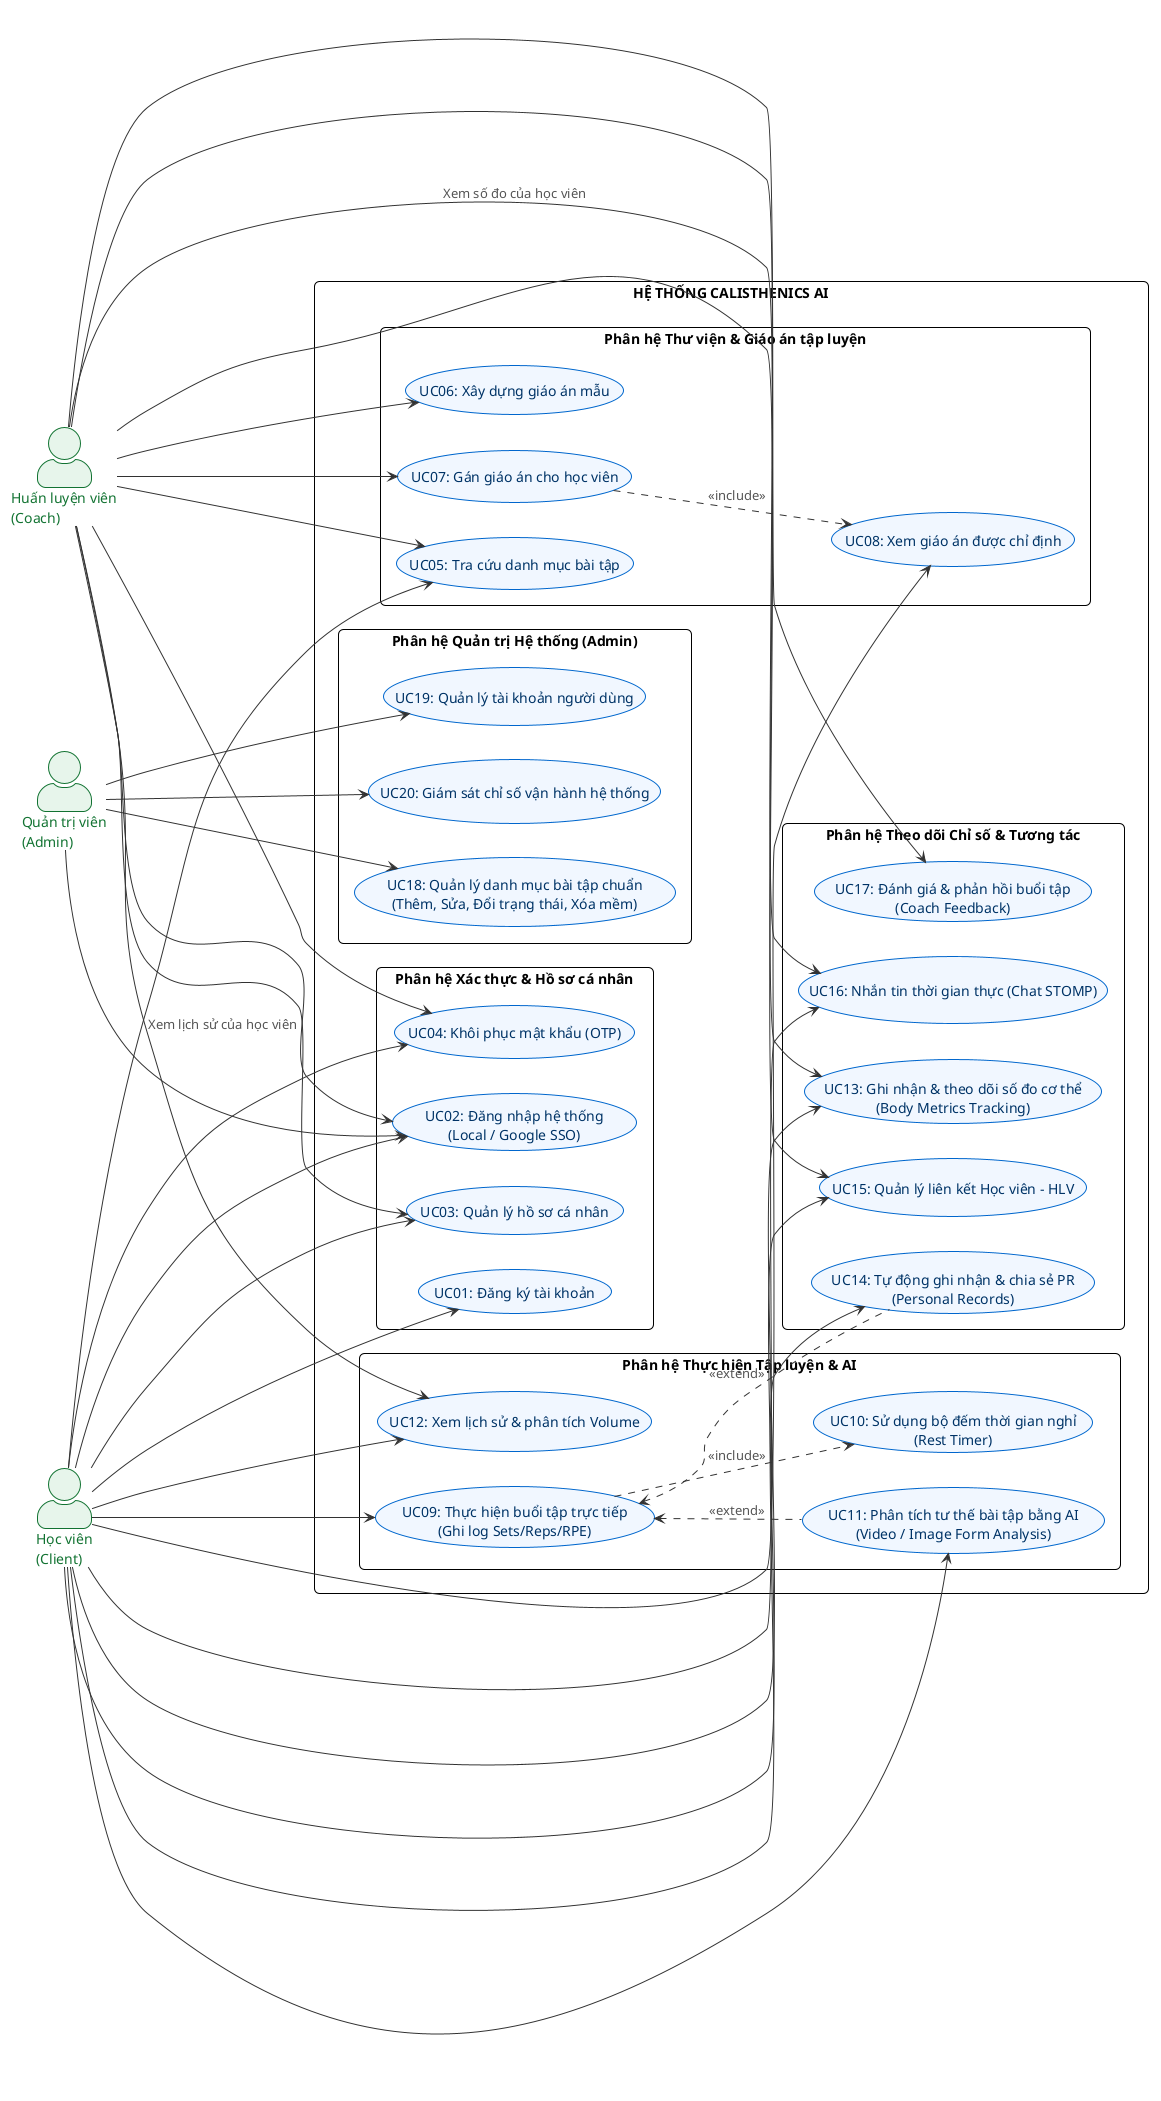 Xem số đo của học viên
HỆ THỐNG CALISTHENICS AI
Phân hệ Thư viện & Giáo án tập luyện
UC06: Xây dựng giáo án mẫu
Huấn luyện viên
(Coach)
UC07: Gán giáo án cho học viên
«include»
UC08: Xem giáo án được chỉ định
UC05: Tra cứu danh mục bài tập
Phân hệ Quản trị Hệ thống (Admin)
UC19: Quản lý tài khoản người dùng
UC20: Giám sát chỉ số vận hành hệ thống
Quản trị viên
(Admin)
UC18: Quản lý danh mục bài tập chuẩn
(Thêm, Sửa, Đổi trạng thái, Xóa mềm)
Phân hệ Theo dõi Chỉ số & Tương tác
UC17: Đánh giá & phản hồi buổi tập
(Coach Feedback)
UC16: Nhắn tin thời gian thực (Chat STOMP)
UC13: Ghi nhận & theo dõi số đo cơ thể
(Body Metrics Tracking)
UC15: Quản lý liên kết Học viên - HLV
UC14: Tự động ghi nhận & chia sẻ PR
(Personal Records)
Phân hệ Xác thực & Hồ sơ cá nhân
Xem lịch sử của học viên
UC04: Khôi phục mật khẩu (OTP)
UC02: Đăng nhập hệ thống
(Local / Google SSO)
UC03: Quản lý hồ sơ cá nhân
UC01: Đăng ký tài khoản
Phân hệ Thực hiện Tập luyện & AI
«extend»
UC12: Xem lịch sử & phân tích Volume
UC10: Sử dụng bộ đếm thời gian nghỉ
(Rest Timer)
«include»
UC09: Thực hiện buổi tập trực tiếp
(Ghi log Sets/Reps/RPE)
«extend»
UC11: Phân tích tư thế bài tập bằng AI
(Video / Image Form Analysis)
Học viên
(Client)